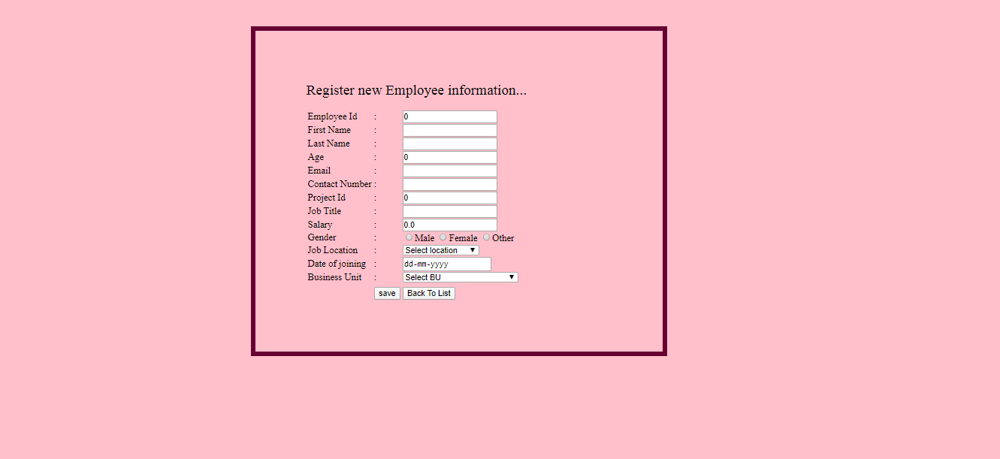 Register new Employee information...
Employee Id : 0
First Name :
Last Name :
Age : 0
Email :
Contact Number :
Project Id : 0
Job Title :
Salary : 0.0
Gender : Male Female Other
Job Location : Select location
Date of joining : dd-mm-yyyy
Business Unit : Select BU
save Back To List